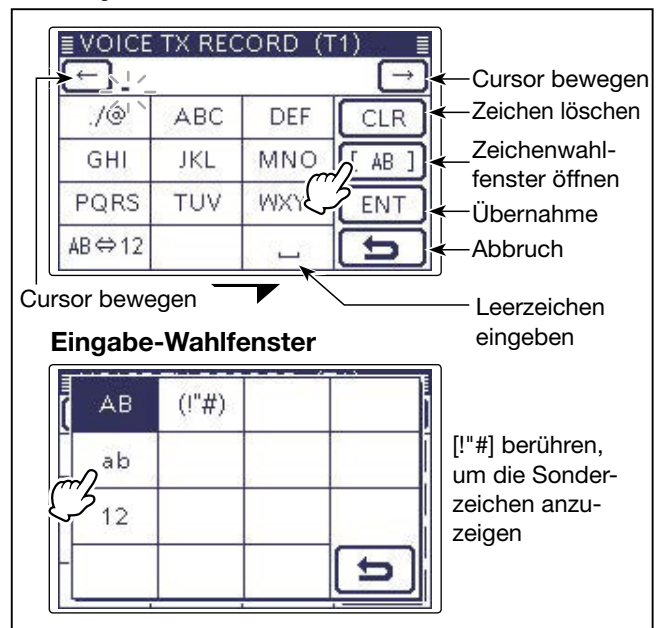 VOICE TX RECORD (T1)
← →
./@ ABC DEF CLR
GHI JKL MNO [ AB ]
PQRS TUV WXY ENT
AB⇔12 ⎵
Cursor bewegen
Zeichen löschen
Zeichenwahl-
fenster öffnen
Übernahme
Abbruch
Cursor bewegen
Leerzeichen
eingeben
Eingabe-Wahlfenster
AB (!"#)
ab
12
[!"#] berühren,
um die Sonder-
zeichen anzu-
zeigen